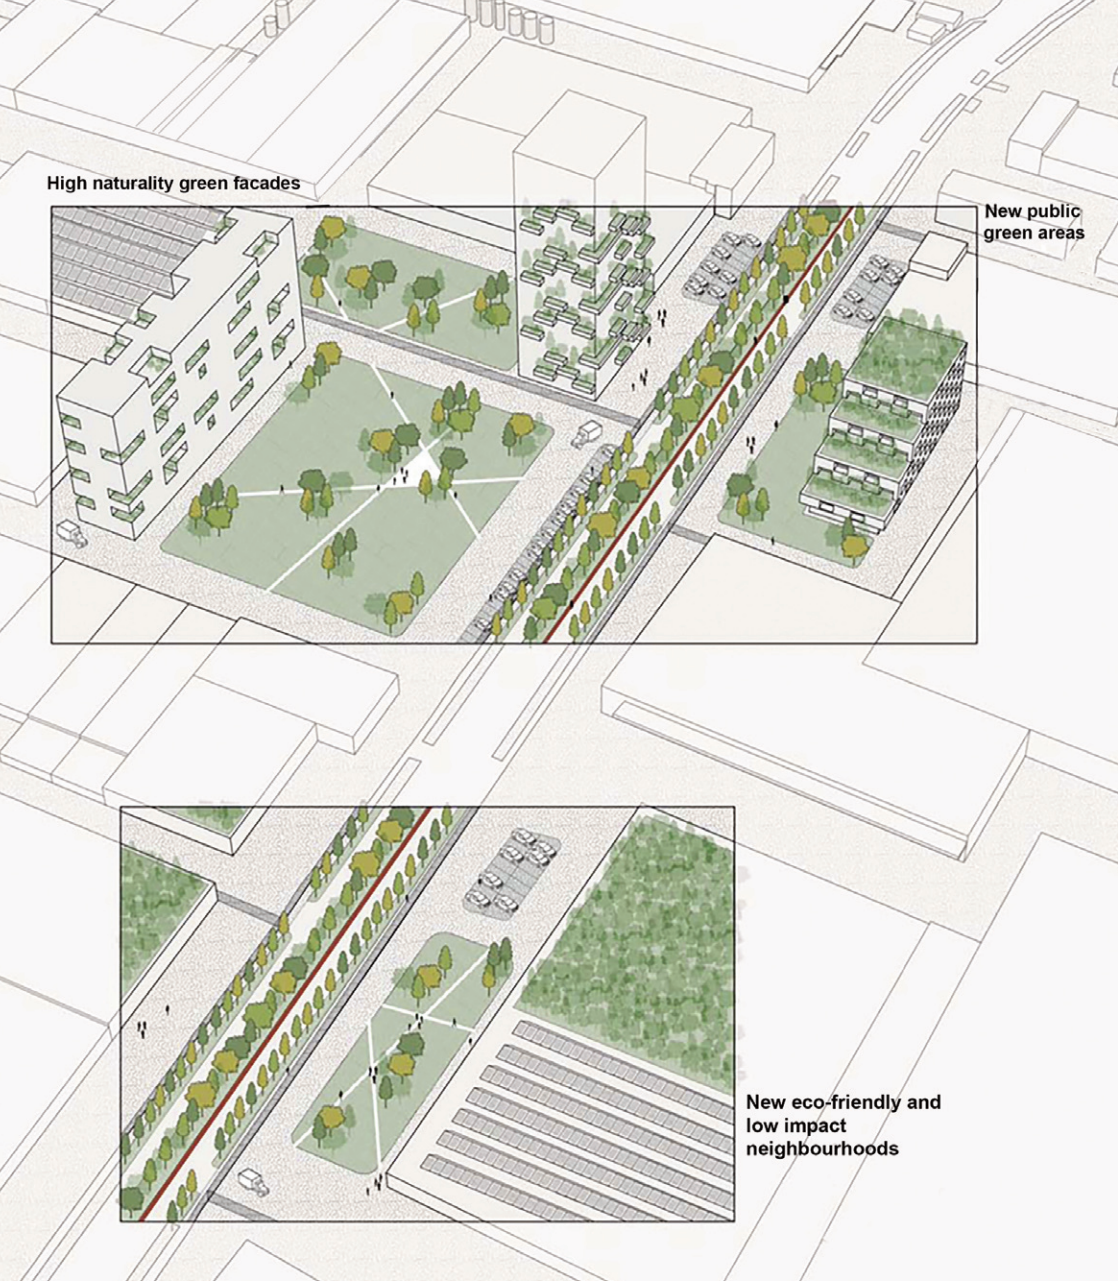 High naturality green facades
New public
green areas
New eco-friendly and
low impact
neighbourhoods